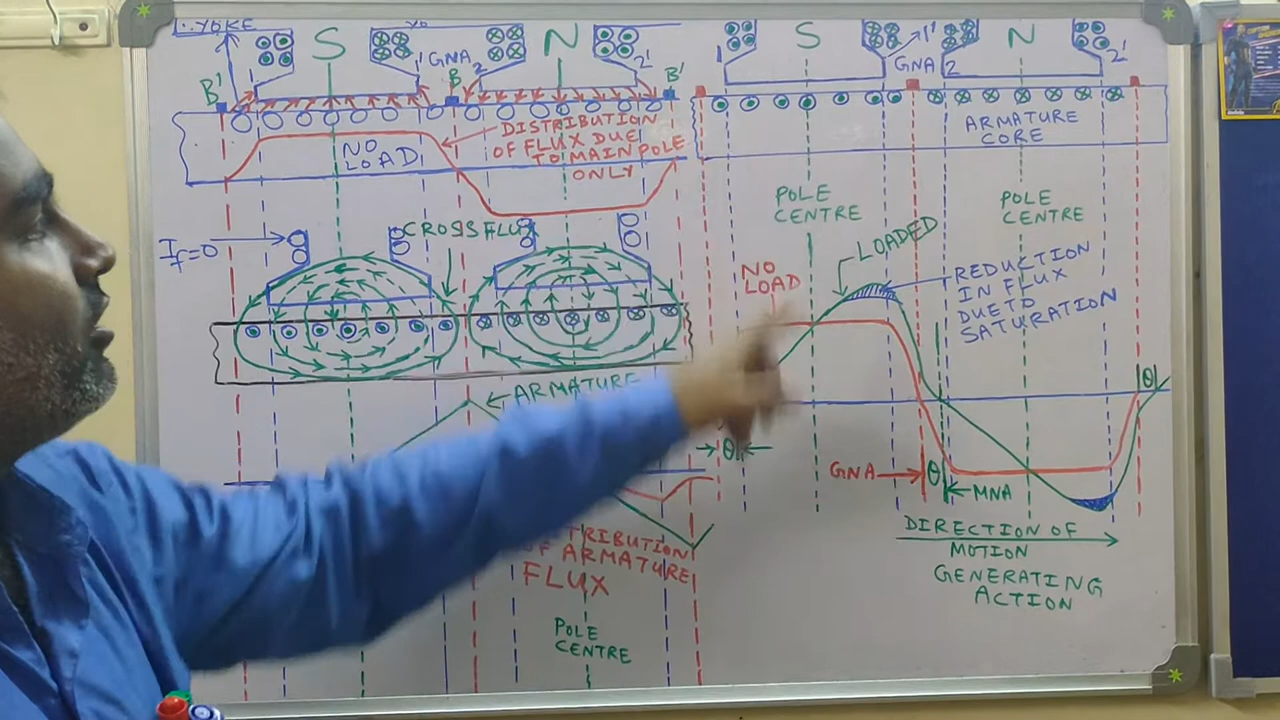 YOKE
S
N
1'
GNA
2
2'
B'
B
B'
NO
LOAD
DISTRIBUTION
OF FLUX DUE
TO MAIN POLE
ONLY
If=0
CROSS FLUX
ARMATURE
TRIBUTION
OF ARMATURE
FLUX
POLE
CENTRE
S
N
1
1'
GNA
2
2'
ARMATURE
CORE
POLE
CENTRE
POLE
CENTRE
NO
LOAD
LOADED
REDUCTION
IN FLUX
DUE TO
SATURATION
θ
θ
GNA
θ
MNA
DIRECTION OF
MOTION
GENERATING
ACTION